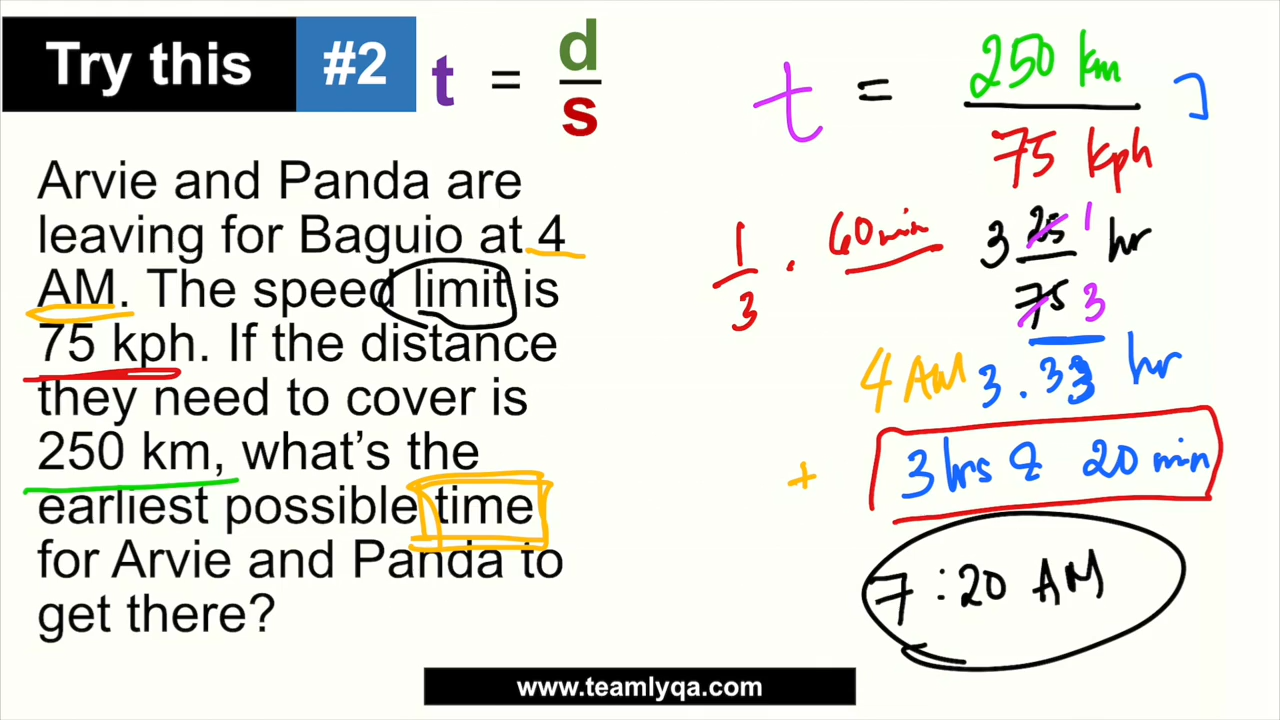 Try this #2
t = d/s
Arvie and Panda are
leaving for Baguio at 4
AM. The speed limit is
75 kph. If the distance
they need to cover is
250 km, what's the
earliest possible time
for Arvie and Panda to
get there?
t = 250 km
75 kph
1/3 · 60 min
3 25/75 hr
1
3
3.33 hr
4 AM
+ 3 hrs & 20 min
7:20 AM
www.teamlyqa.com